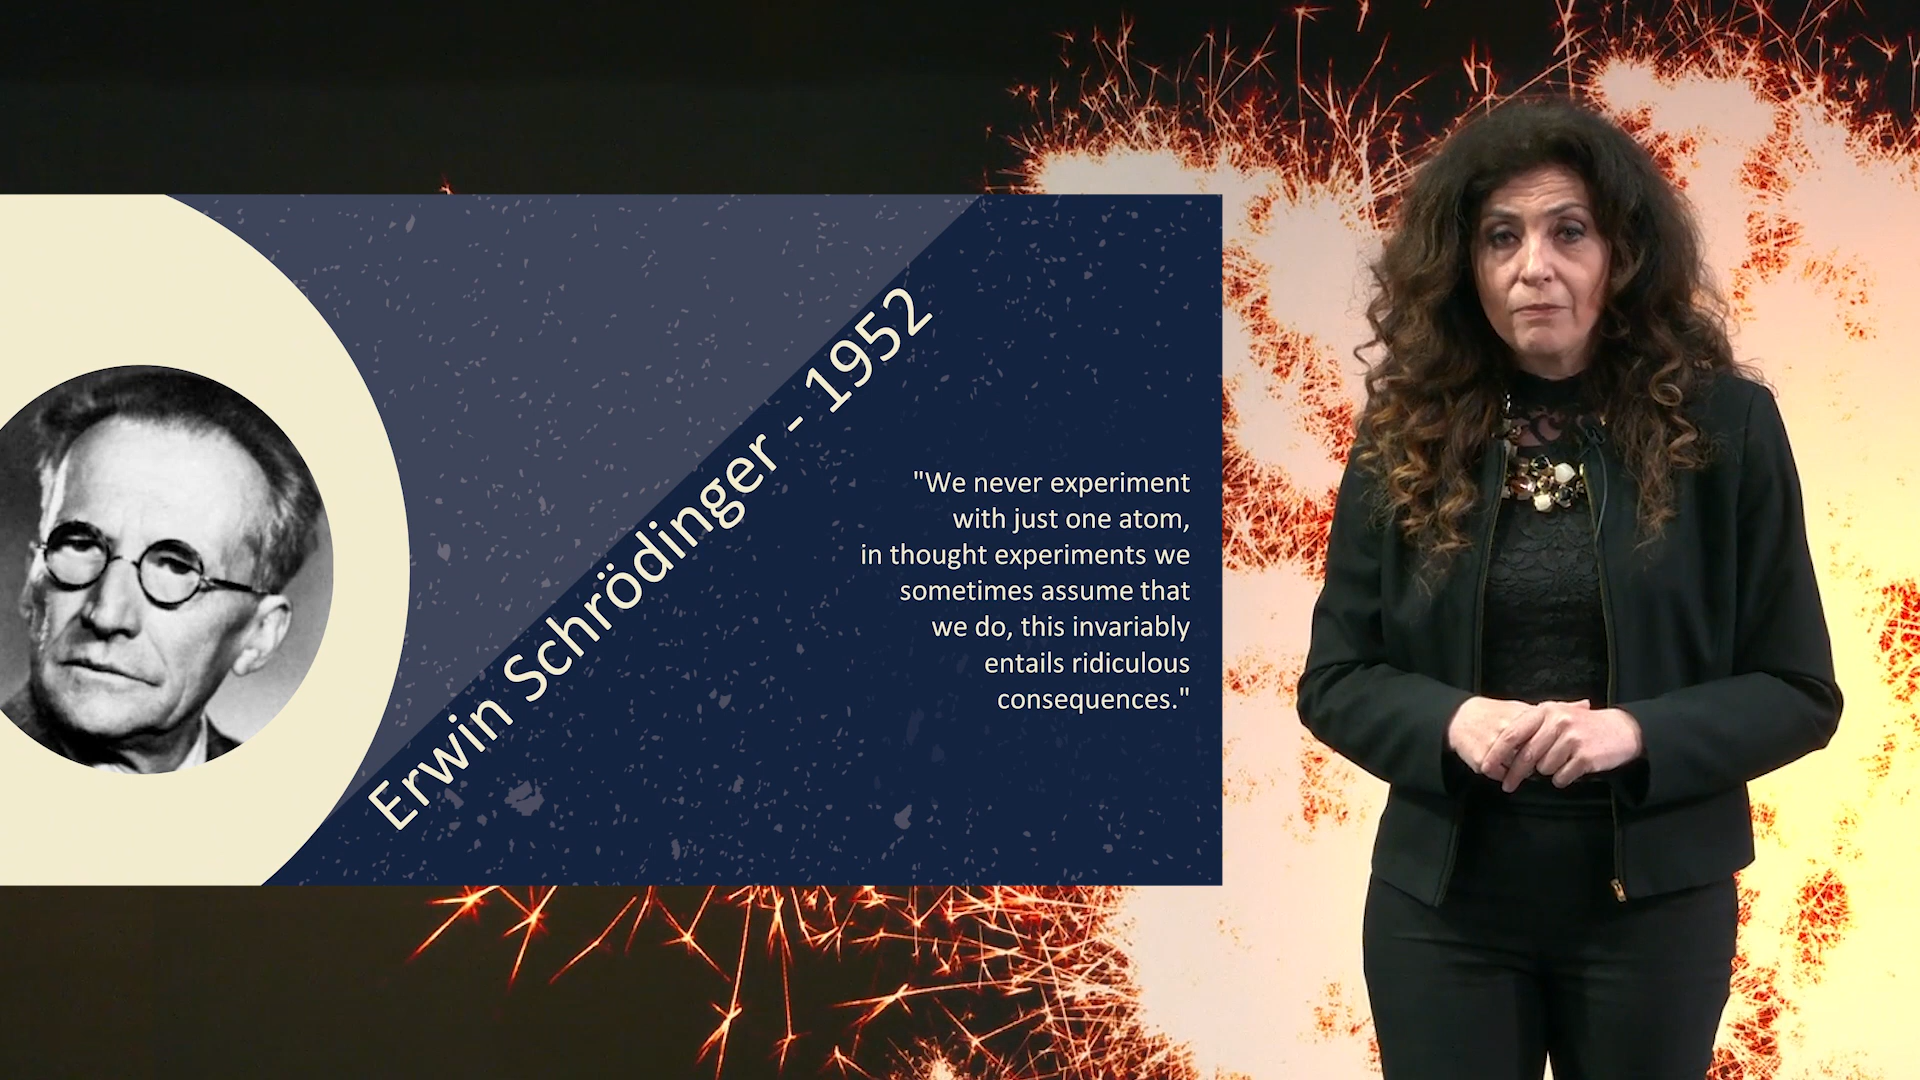 Erwin Schrödinger - 1952
"We never experiment
with just one atom,
in thought experiments we
sometimes assume that
we do, this invariably
entails ridiculous
consequences."